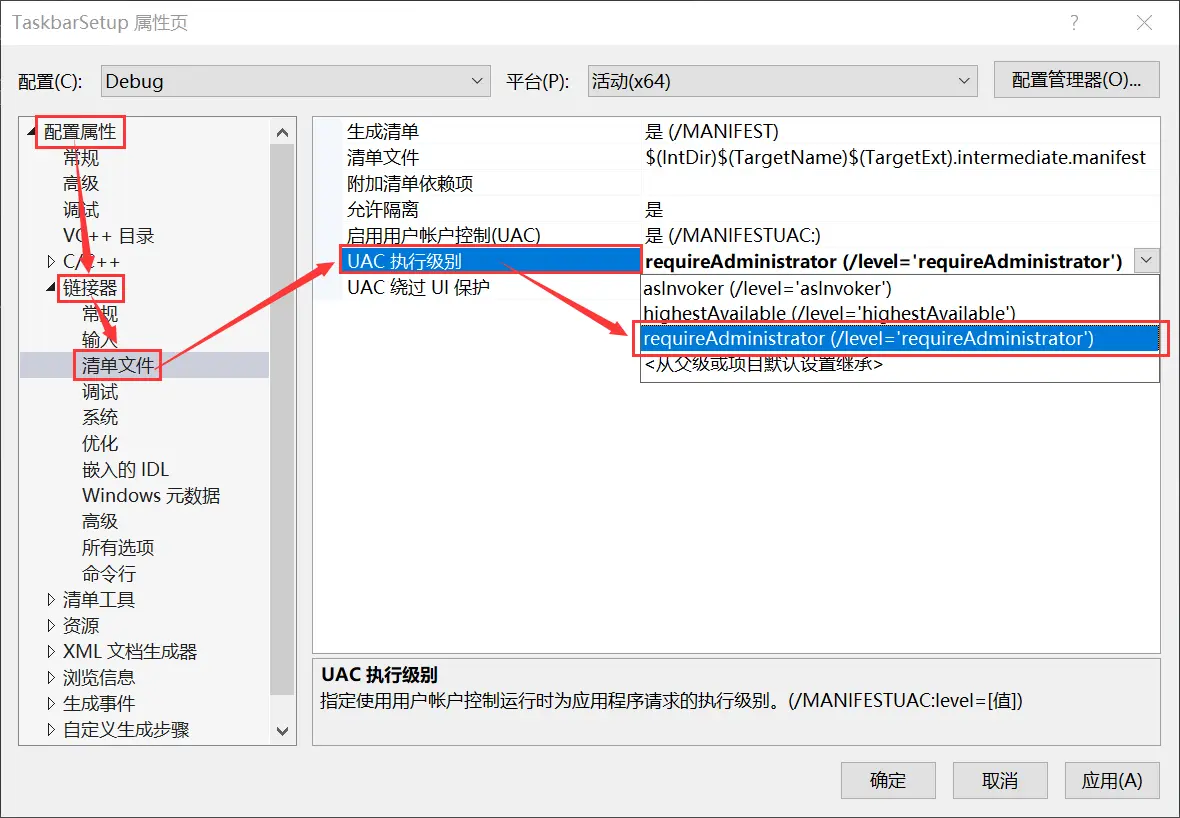 TaskbarSetup 属性页
配置(C): Debug 平台(P): 活动(x64) 配置管理器(O)...
配置属性
常规
高级
调试
VC++ 目录
C/C++
链接器
常规
输入
清单文件
调试
系统
优化
嵌入的 IDL
Windows 元数据
高级
所有选项
命令行
清单工具
资源
XML 文档生成器
浏览信息
生成事件
自定义生成步骤
生成清单 是 (/MANIFEST)
清单文件 $(IntDir)$(TargetName)$(TargetExt).intermediate.manifest
附加清单依赖项
允许隔离 是
启用用户帐户控制(UAC) 是 (/MANIFESTUAC:)
UAC 执行级别 requireAdministrator (/level='requireAdministrator')
UAC 绕过 UI 保护
asInvoker (/level='asInvoker')
highestAvailable (/level='highestAvailable')
requireAdministrator (/level='requireAdministrator')
<从父级或项目默认设置继承>
UAC 执行级别
指定使用用户帐户控制运行时为应用程序请求的执行级别。(/MANIFESTUAC:level=[值])
确定 取消 应用(A)